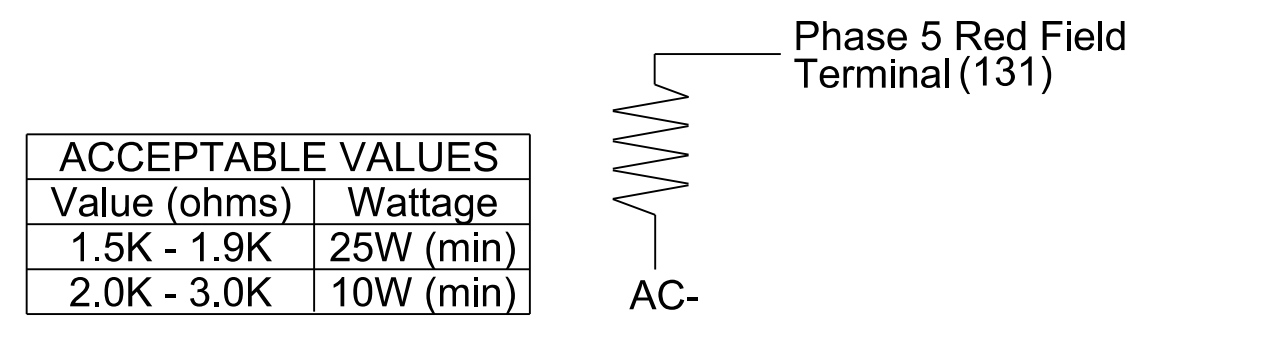 Phase 5 Red Field
Terminal (131)
ACCEPTABLE VALUES
Value (ohms) Wattage
1.5K - 1.9K 25W (min)
2.0K - 3.0K 10W (min)
AC-